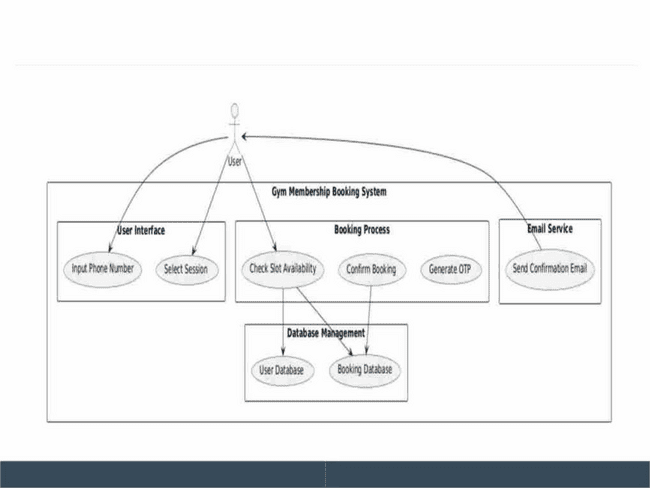 User
Gym Membership Booking System
User Interface
Booking Process
Email Service
Input Phone Number
Select Session
Check Slot Availability
Confirm Booking
Generate OTP
Send Confirmation Email
Database Management
User Database
Booking Database